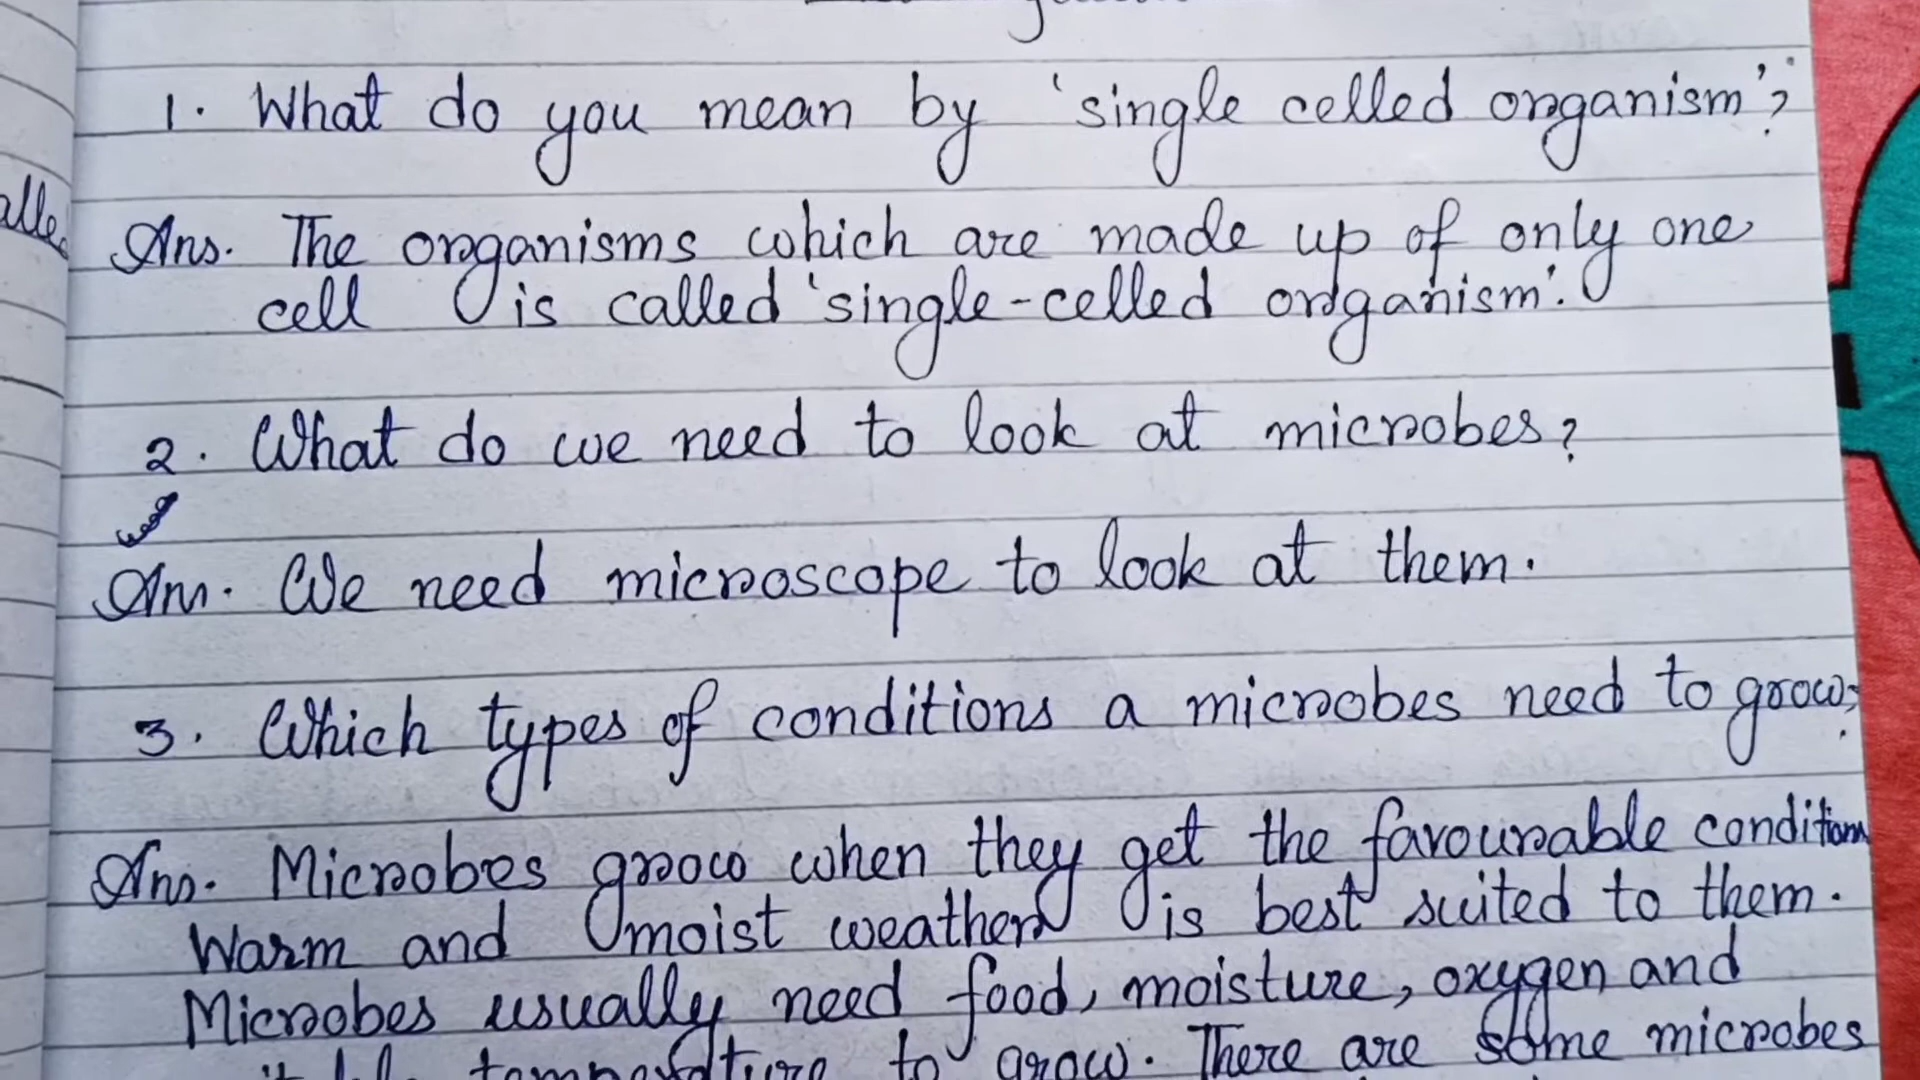 1. What do you mean by 'single celled organism'?
alle
Ans. The organisms which are made up of only one
cell is called 'single-celled organism'.
2. What do we need to look at microbes?
Ans. We need microscope to look at them.
3. Which types of conditions a microbes need to grow?
Ans. Microbes grow when they get the favourable conditions
Warm and moist weather is best suited to them.
Microbes usually need food, moisture, oxygen and
temperature to grow. There are some microbes